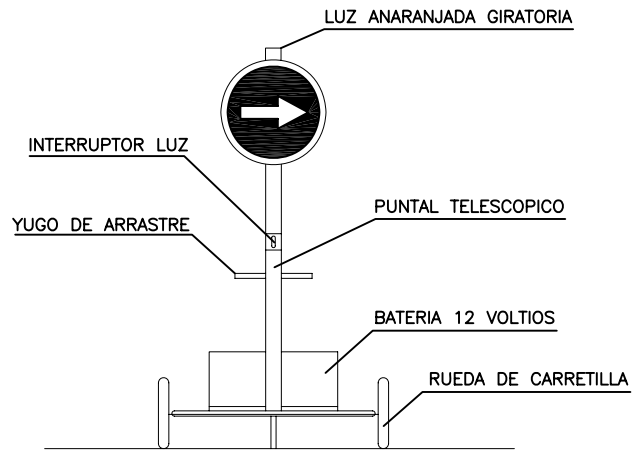 LUZ ANARANJADA GIRATORIA
INTERRUPTOR LUZ
PUNTAL TELESCOPICO
YUGO DE ARRASTRE
BATERIA 12 VOLTIOS
RUEDA DE CARRETILLA